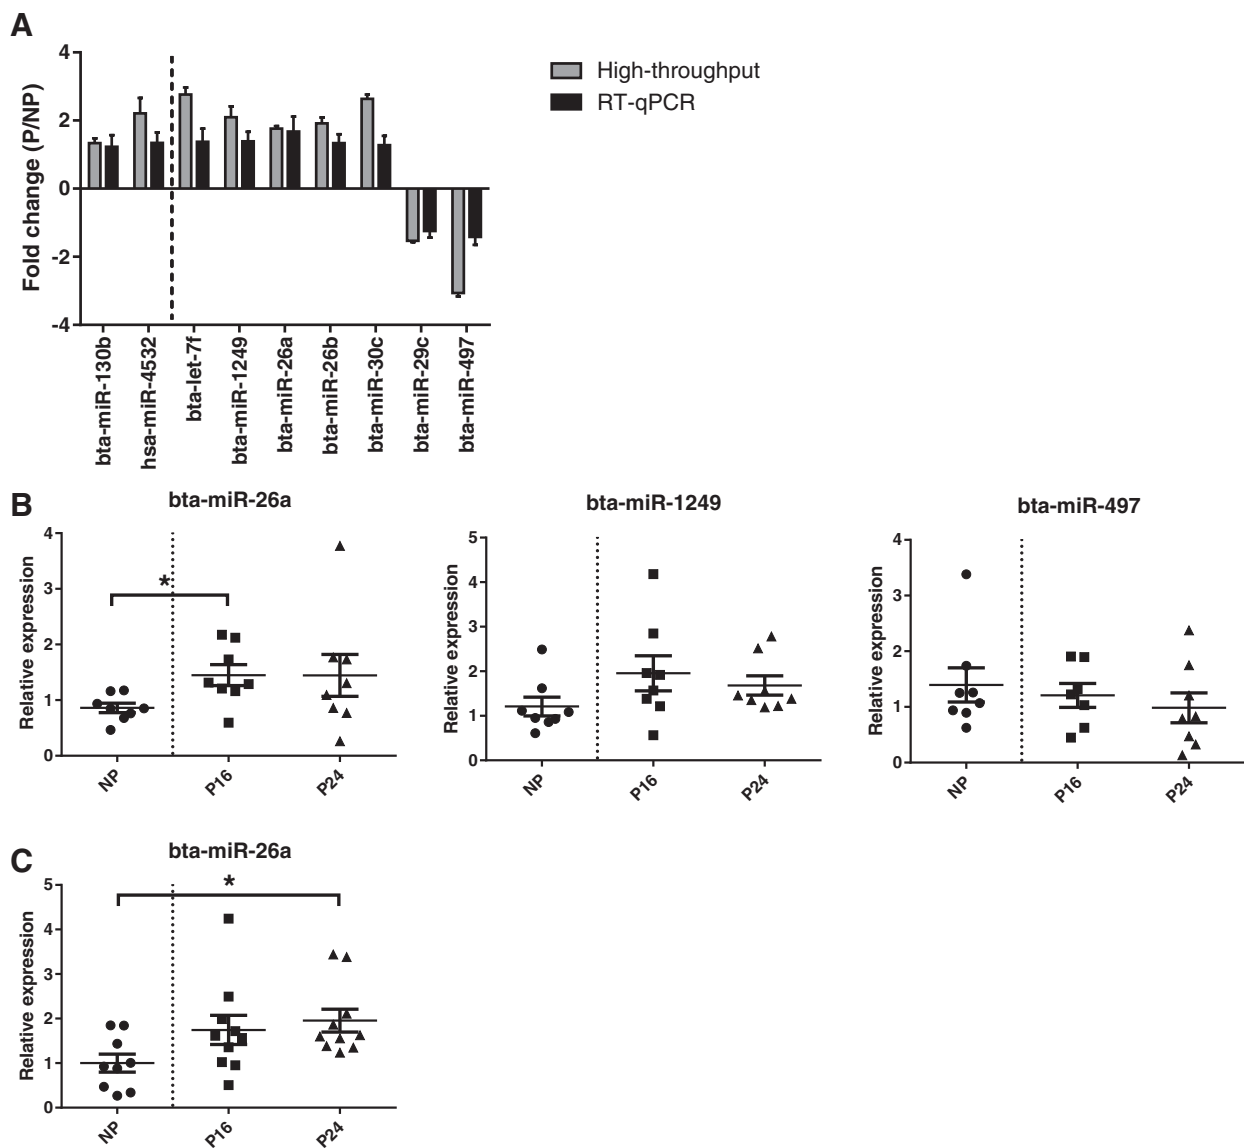 A
4
2
0
-2
-4
Fold change (P/NP)
High-throughput
RT-qPCR
bta-miR-130b
hsa-miR-4532
bta-let-7f
bta-miR-1249
bta-miR-26a
bta-miR-26b
bta-miR-30c
bta-miR-29c
bta-miR-497
B
bta-miR-26a
4
3
2
1
0
Relative expression
*
NP
P16
P24
bta-miR-1249
5
4
3
2
1
0
Relative expression
NP
P16
P24
bta-miR-497
4
3
2
1
0
Relative expression
NP
P16
P24
C
bta-miR-26a
5
4
3
2
1
0
Relative expression
*
NP
P16
P24